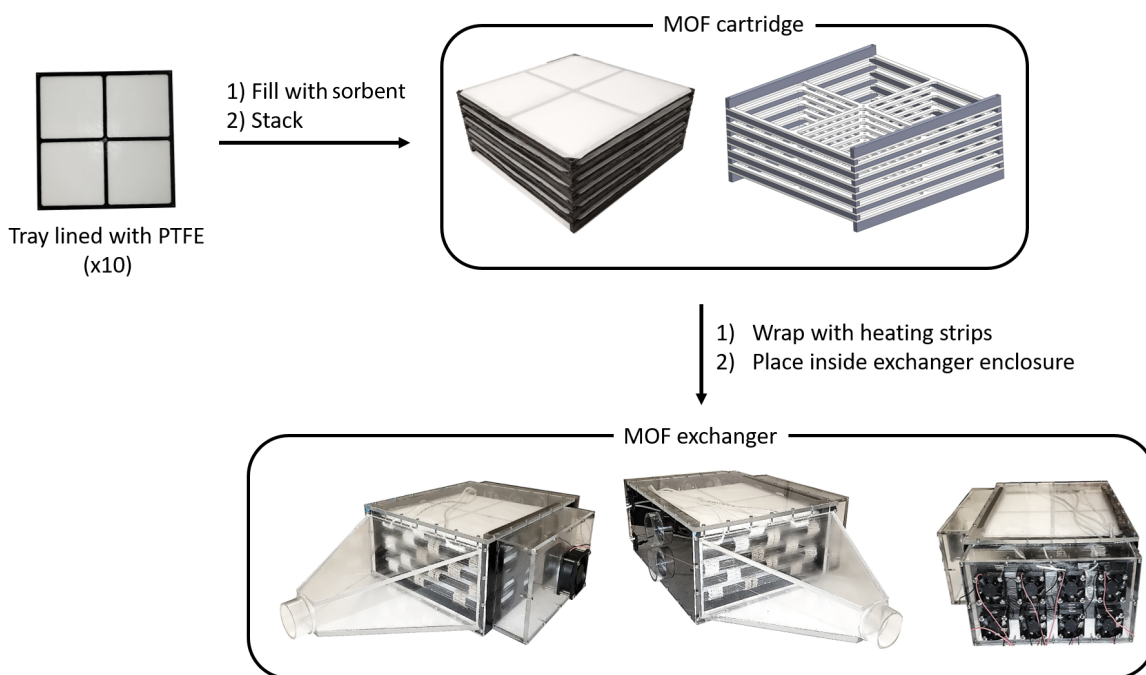 MOF cartridge
1) Fill with sorbent
2) Stack
Tray lined with PTFE
(x10)
1) Wrap with heating strips
2) Place inside exchanger enclosure
MOF exchanger